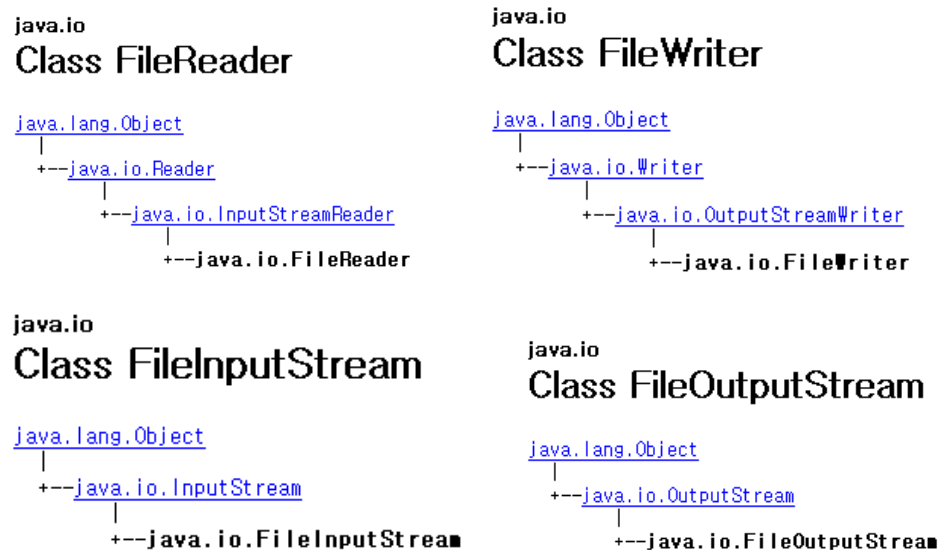 java.io
Class FileReader
java.lang.Object
|
+--java.io.Reader
|
+--java.io.InputStreamReader
|
+--java.io.FileReader
java.io
Class FileWriter
java.lang.Object
|
+--java.io.Writer
|
+--java.io.OutputStreamWriter
|
+--java.io.FileWriter
java.io
Class FileInputStream
java.lang.Object
|
+--java.io.InputStream
|
+--java.io.FileInputStream
java.io
Class FileOutputStream
java.lang.Object
|
+--java.io.OutputStream
|
+--java.io.FileOutputStream